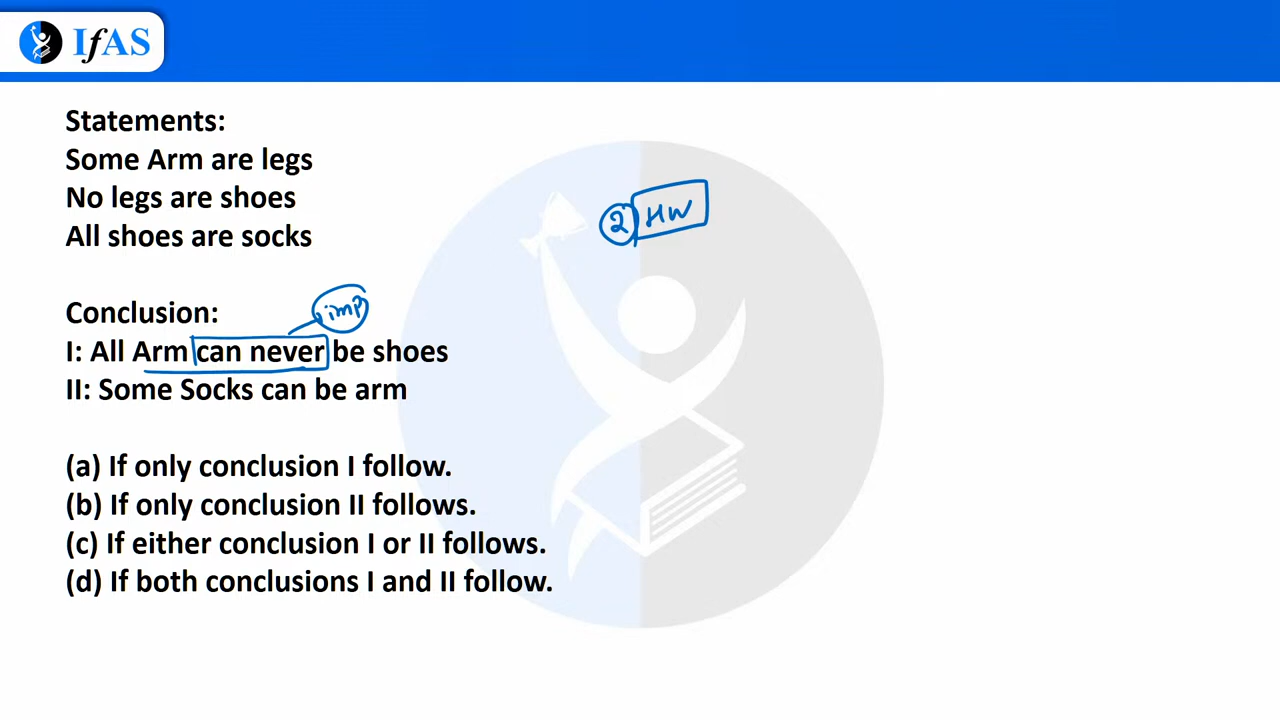 IfAS
Statements:
Some Arm are legs
No legs are shoes
All shoes are socks
2 HW
Conclusion:
imp
I: All Arm can never be shoes
II: Some Socks can be arm
(a) If only conclusion I follow.
(b) If only conclusion II follows.
(c) If either conclusion I or II follows.
(d) If both conclusions I and II follow.